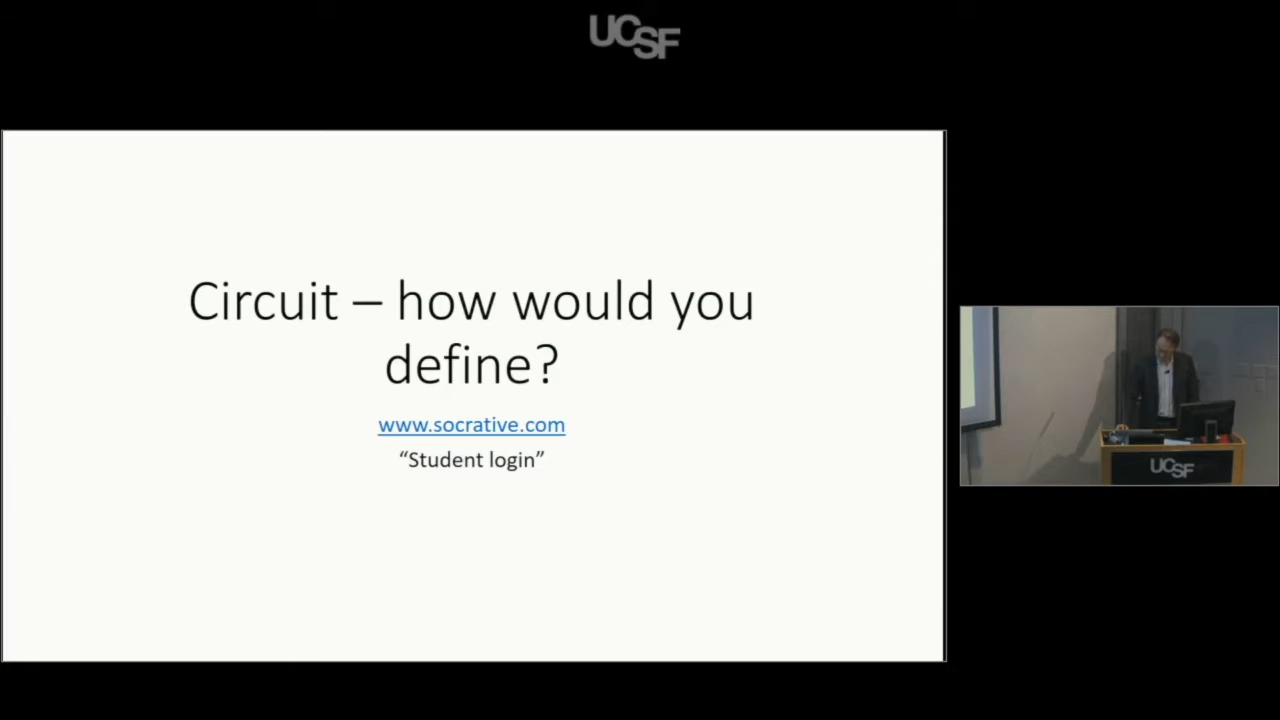 UCSF
Circuit – how would you
define?
www.socrative.com
“Student login”
UCSF